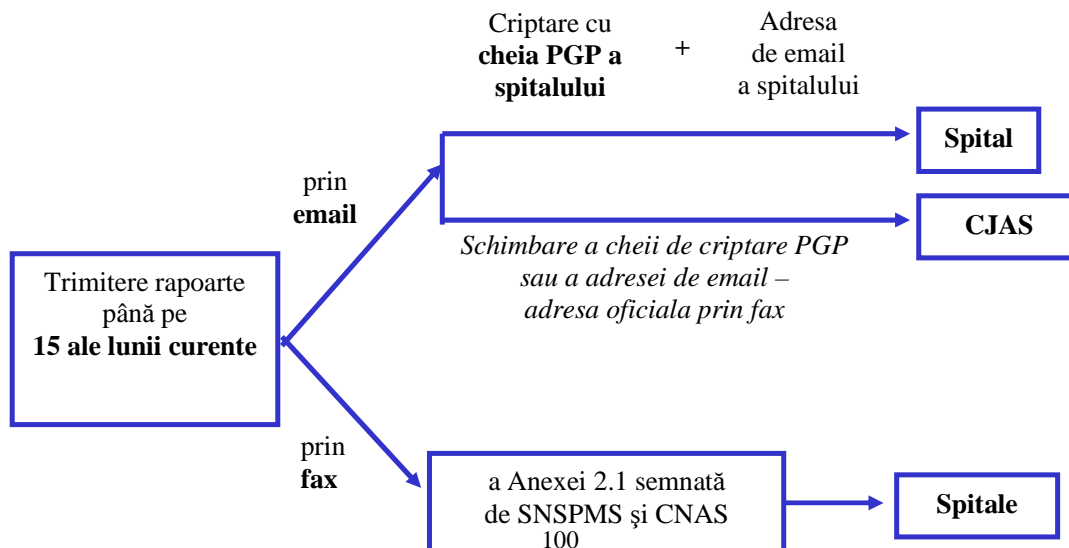 Criptare cu
cheia PGP a
spitalului
+
Adresa
de email
a spitalului
Spital
prin
email
CJAS
Schimbare a cheii de criptare PGP
sau a adresei de email –
adresa oficiala prin fax
Trimitere rapoarte
până pe
15 ale lunii curente
prin
fax
a Anexei 2.1 semnată
de SNSPMS şi CNAS
100
Spitale